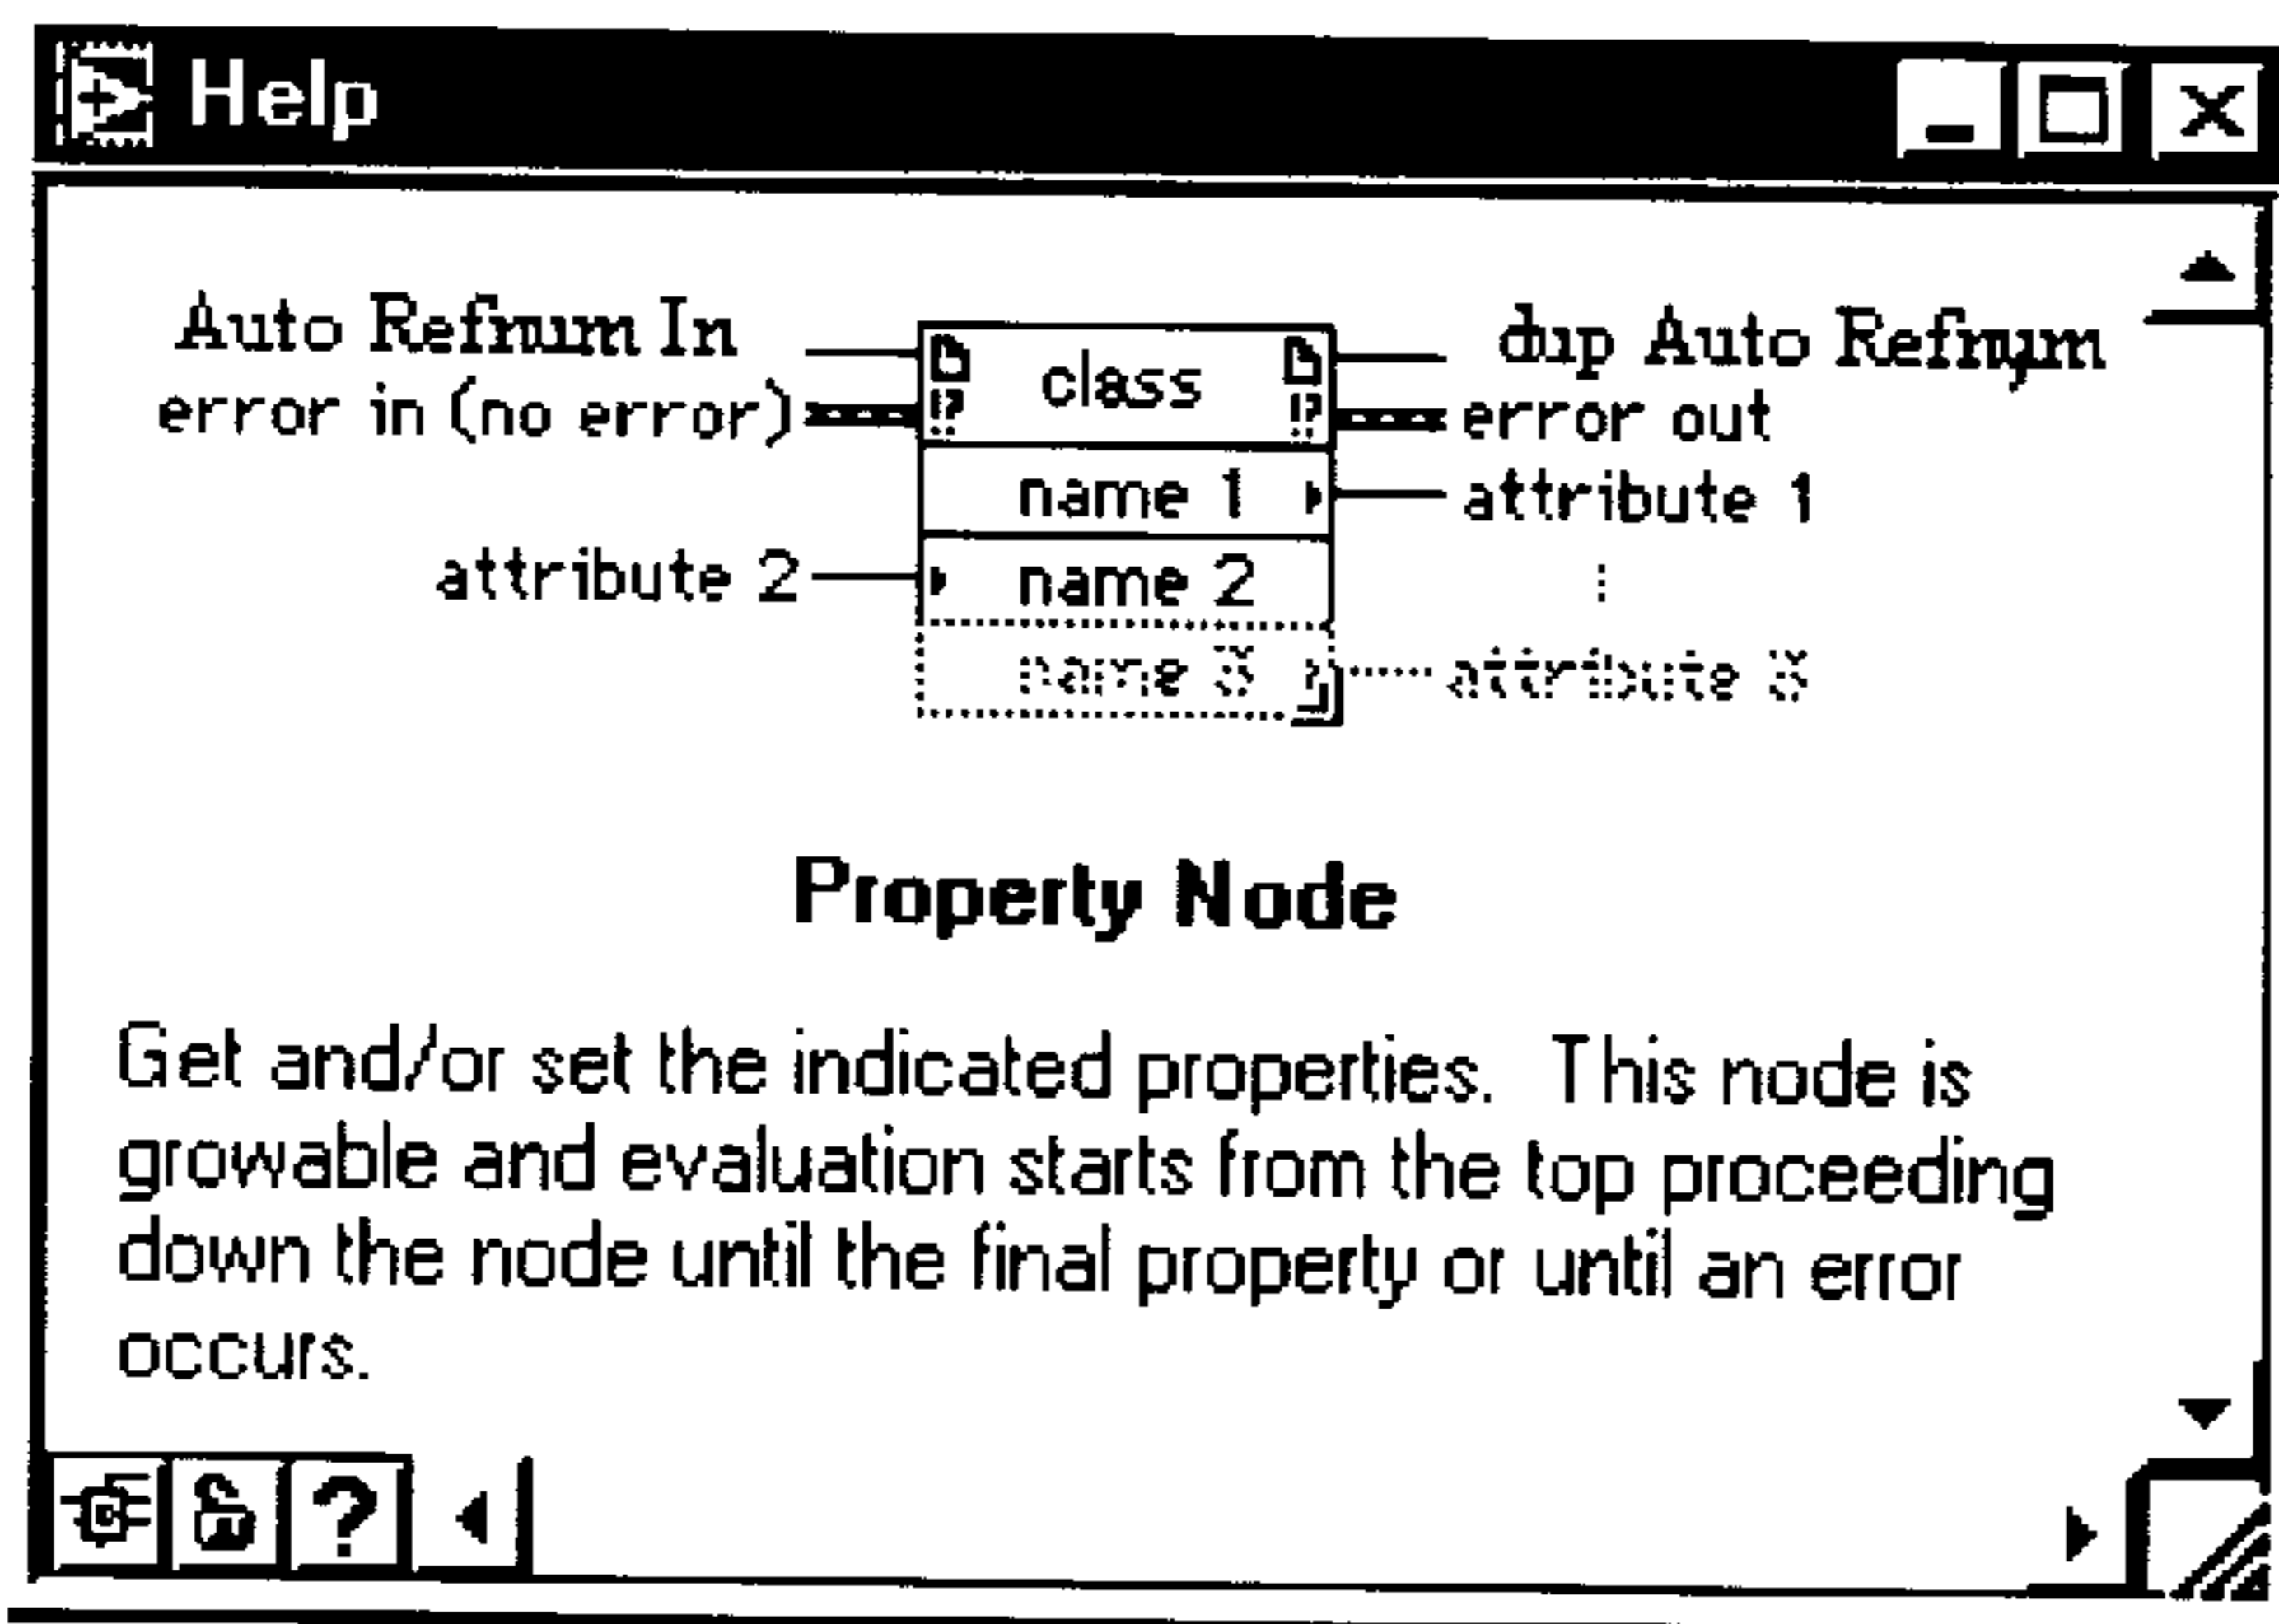 Help
Auto Refnum In class dup Auto Refnum
error in (no error) error out
name 1 attribute 1
attribute 2 name 2
name 3 attribute 3
Property Node
Get and/or set the indicated properties. This node is
growable and evaluation starts from the top proceeding
down the node until the final property or until an error
occurs.